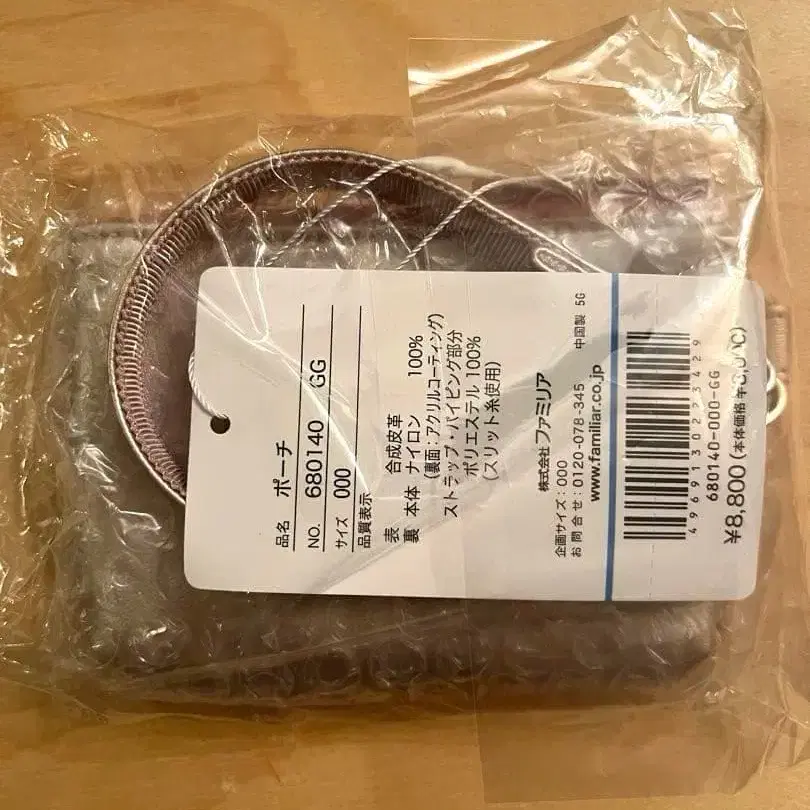 品名 ポーチ
NO. 680140 GG
サイズ 000
品質表示
表 合成皮革
裏 本体 ナイロン 100%
(裏面:アクリルコーティング)
ストラップ・パイピング部分
ポリエステル 100%
(スリット糸使用)
株式会社 ファミリア
企画サイズ:000
お問合せ:0120-078-345 中国製 5G
www.familiar.co.jp
4969130293429
680140-000-GG
¥8,800(本体価格